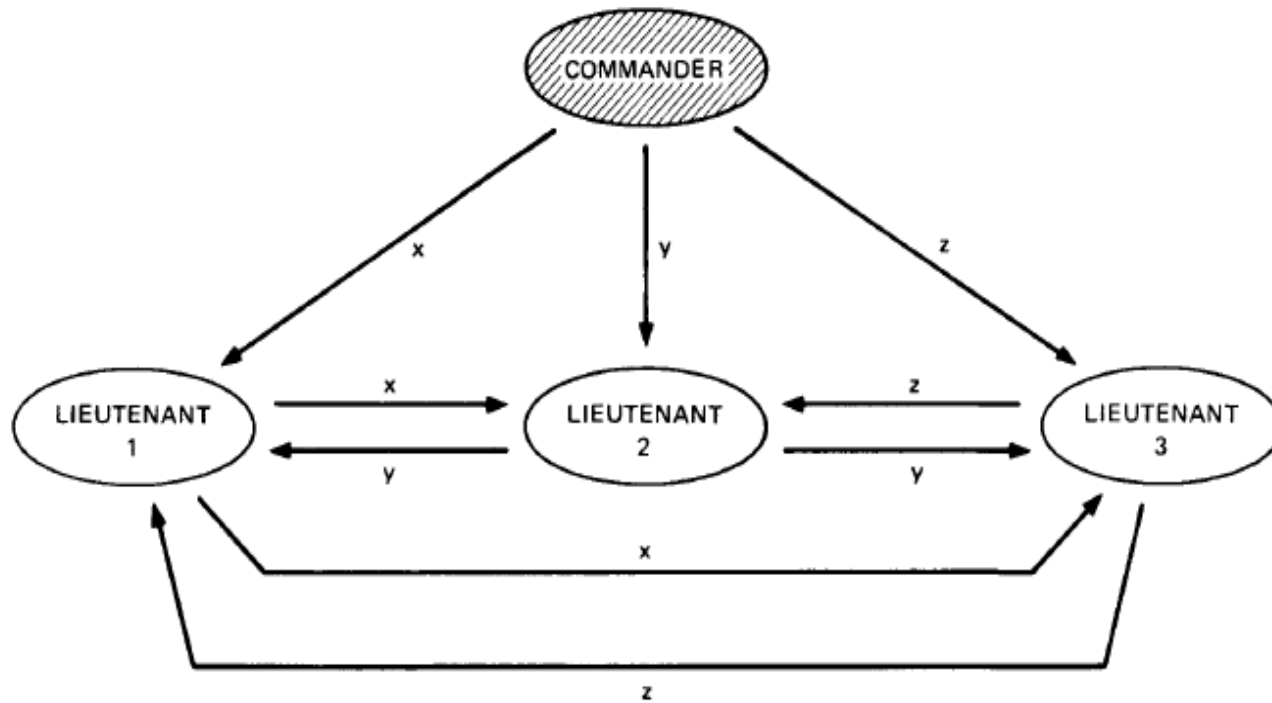 COMMANDER
x
y
z
LIEUTENANT
1
x
y
LIEUTENANT
2
z
y
LIEUTENANT
3
x
z